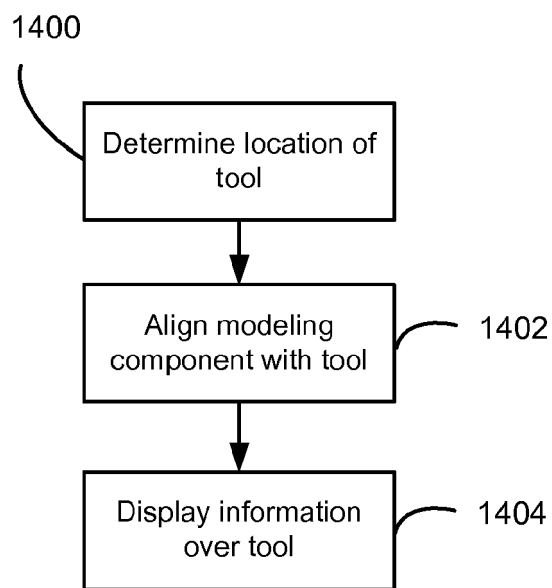 1400
Determine location of
tool
Align modeling
component with tool
1402
Display information
over tool
1404